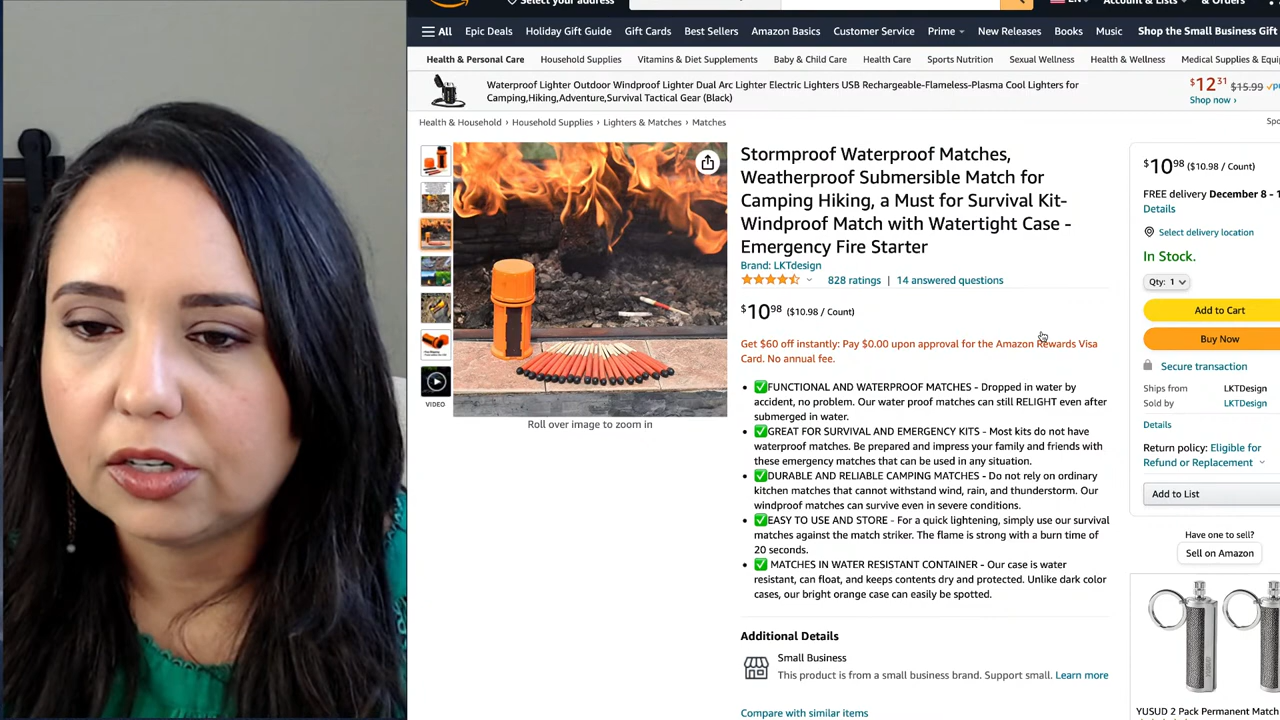 Select your address
EN
Account & Lists
& Orders
All
Epic Deals
Holiday Gift Guide
Gift Cards
Best Sellers
Amazon Basics
Customer Service
Prime
New Releases
Books
Music
Shop the Small Business Gift
Health & Personal Care
Household Supplies
Vitamins & Diet Supplements
Baby & Child Care
Health Care
Sports Nutrition
Sexual Wellness
Health & Wellness
Medical Supplies & Equi
Waterproof Lighter Outdoor Windproof Lighter Dual Arc Lighter Electric Lighters USB Rechargeable-Flameless-Plasma Cool Lighters for
Camping,Hiking,Adventure,Survival Tactical Gear (Black)
$12 31 $15.99
Shop now ›
Health & Household › Household Supplies › Lighters & Matches › Matches
Spo
Stormproof Waterproof Matches,
Weatherproof Submersible Match for
Camping Hiking, a Must for Survival Kit-
Windproof Match with Watertight Case -
Emergency Fire Starter
Brand: LKTdesign
828 ratings | 14 answered questions
$10 98 ($10.98 / Count)
Get $60 off instantly: Pay $0.00 upon approval for the Amazon Rewards Visa
Card. No annual fee.
• ✅FUNCTIONAL AND WATERPROOF MATCHES - Dropped in water by
accident, no problem. Our water proof matches can still RELIGHT even after
submerged in water.
• ✅GREAT FOR SURVIVAL AND EMERGENCY KITS - Most kits do not have
waterproof matches. Be prepared and impress your family and friends with
these emergency matches that can be used in any situation.
• ✅DURABLE AND RELIABLE CAMPING MATCHES - Do not rely on ordinary
kitchen matches that cannot withstand wind, rain, and thunderstorm. Our
windproof matches can survive even in severe conditions.
• ✅EASY TO USE AND STORE - For a quick lightening, simply use our survival
matches against the match striker. The flame is strong with a burn time of
20 seconds.
• ✅ MATCHES IN WATER RESISTANT CONTAINER - Our case is water
resistant, can float, and keeps contents dry and protected. Unlike dark color
cases, our bright orange case can easily be spotted.
Additional Details
Small Business
This product is from a small business brand. Support small. Learn more
Compare with similar items
VIDEO
Roll over image to zoom in
$10 98 ($10.98 / Count)
FREE delivery December 8 - 1
Details
Select delivery location
In Stock.
Qty: 1
Add to Cart
Buy Now
Secure transaction
Ships from LKTDesign
Sold by LKTDesign
Details
Return policy: Eligible for
Refund or Replacement
Add to List
Have one to sell?
Sell on Amazon
YUSUD 2 Pack Permanent Match